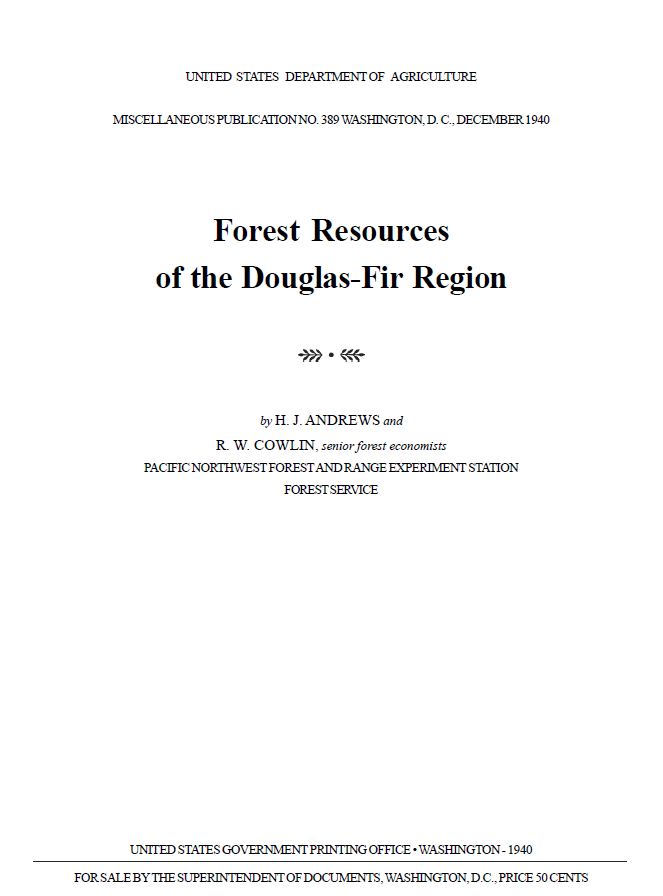 UNITED STATES DEPARTMENT OF AGRICULTURE
MISCELLANEOUS PUBLICATION NO. 389 WASHINGTON, D. C., DECEMBER 1940
Forest Resources
of the Douglas-Fir Region
by H. J. ANDREWS and
R. W. COWLIN, senior forest economists
PACIFIC NORTHWEST FOREST AND RANGE EXPERIMENT STATION
FOREST SERVICE
UNITED STATES GOVERNMENT PRINTING OFFICE • WASHINGTON - 1940
FOR SALE BY THE SUPERINTENDENT OF DOCUMENTS, WASHINGTON, D.C., PRICE 50 CENTS